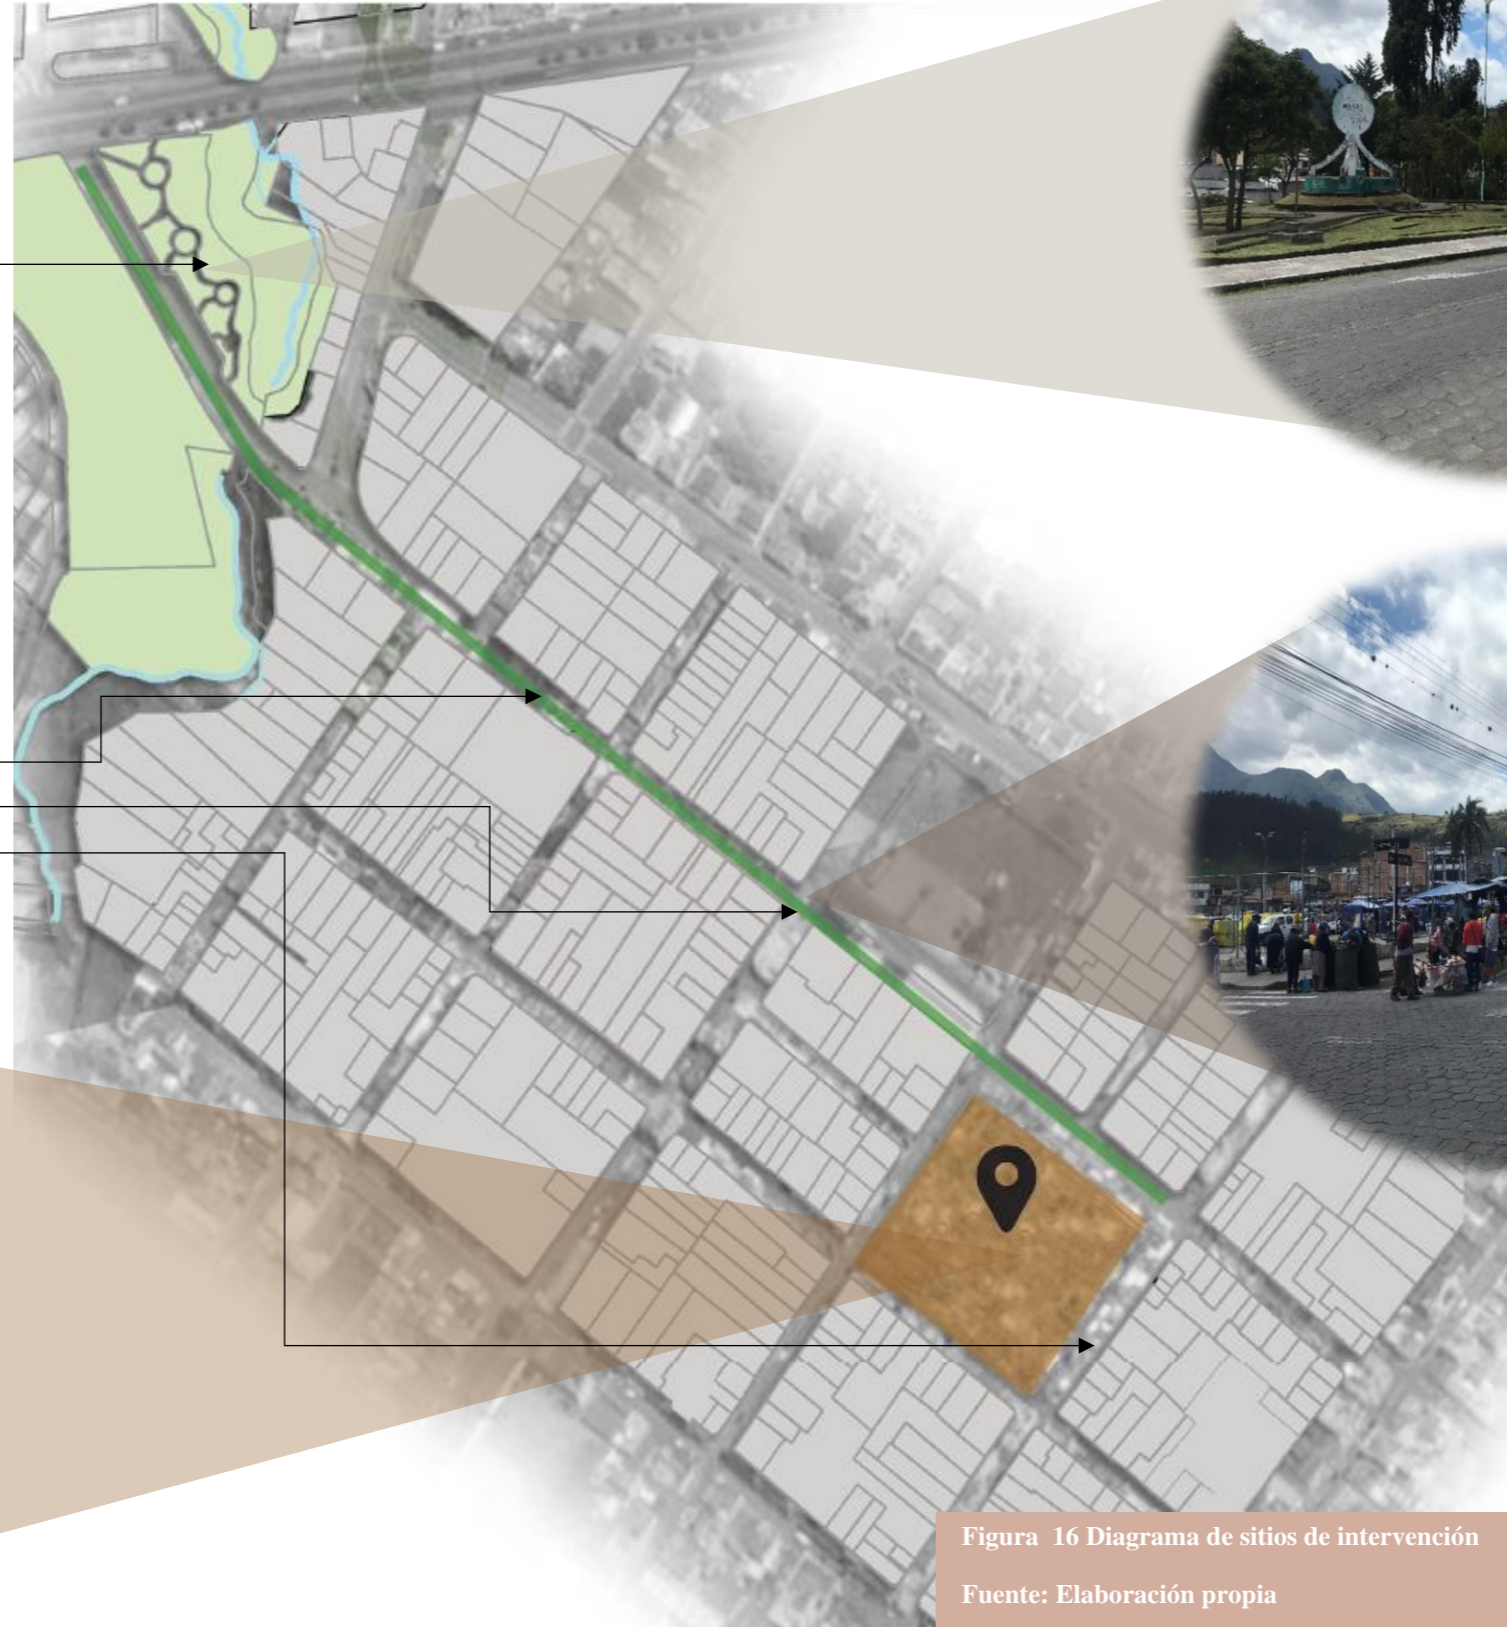 Figura 16 Diagrama de sitios de intervención
Fuente: Elaboración propia